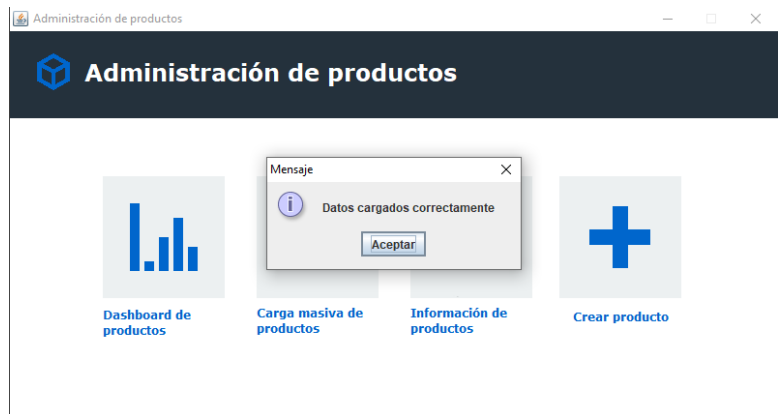 Administración de productos
Administración de productos
Mensaje
Datos cargados correctamente
Aceptar
Dashboard de
productos
Carga masiva de
productos
Información de
productos
Crear producto